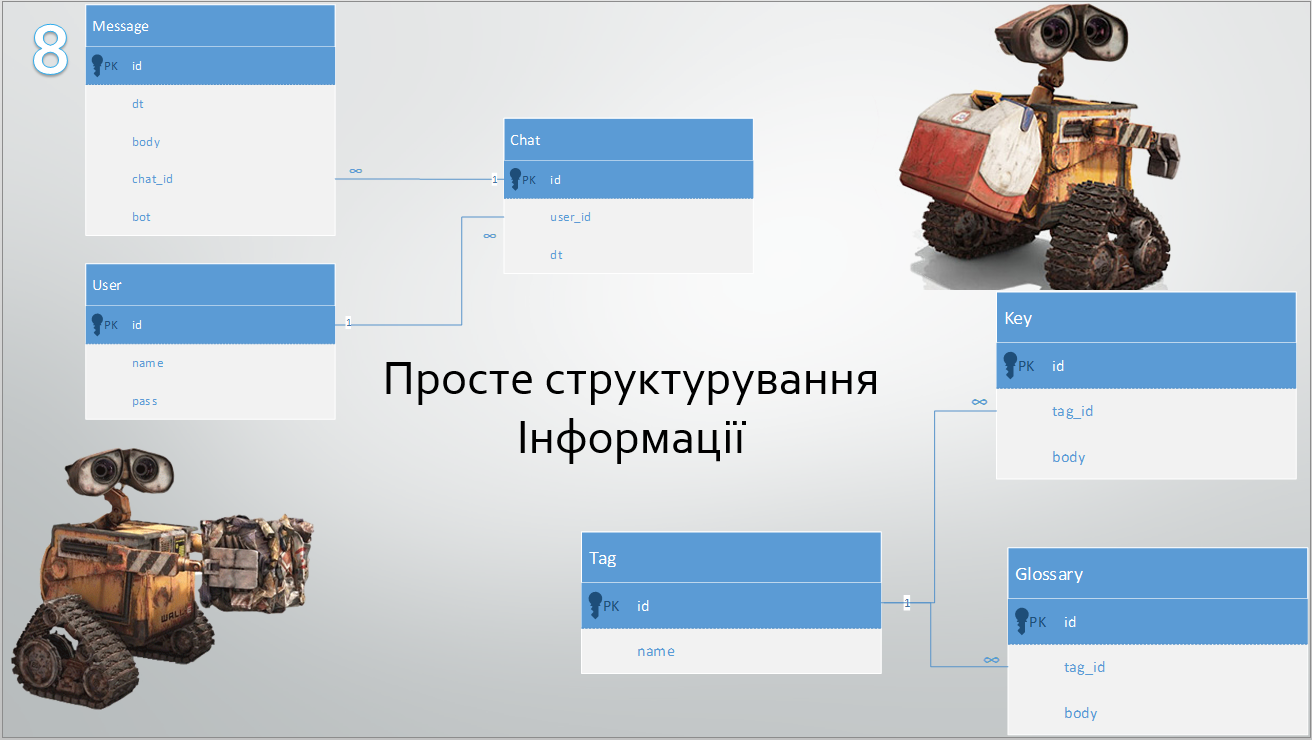 8
Message
PK id
dt
body
chat_id
bot
∞
1
Chat
PK id
user_id
dt
∞
User
PK id
name
pass
1
Просте структурування
Інформації
Key
PK id
tag_id
body
∞
Tag
PK id
name
1
Glossary
PK id
tag_id
body
∞
WALL·E